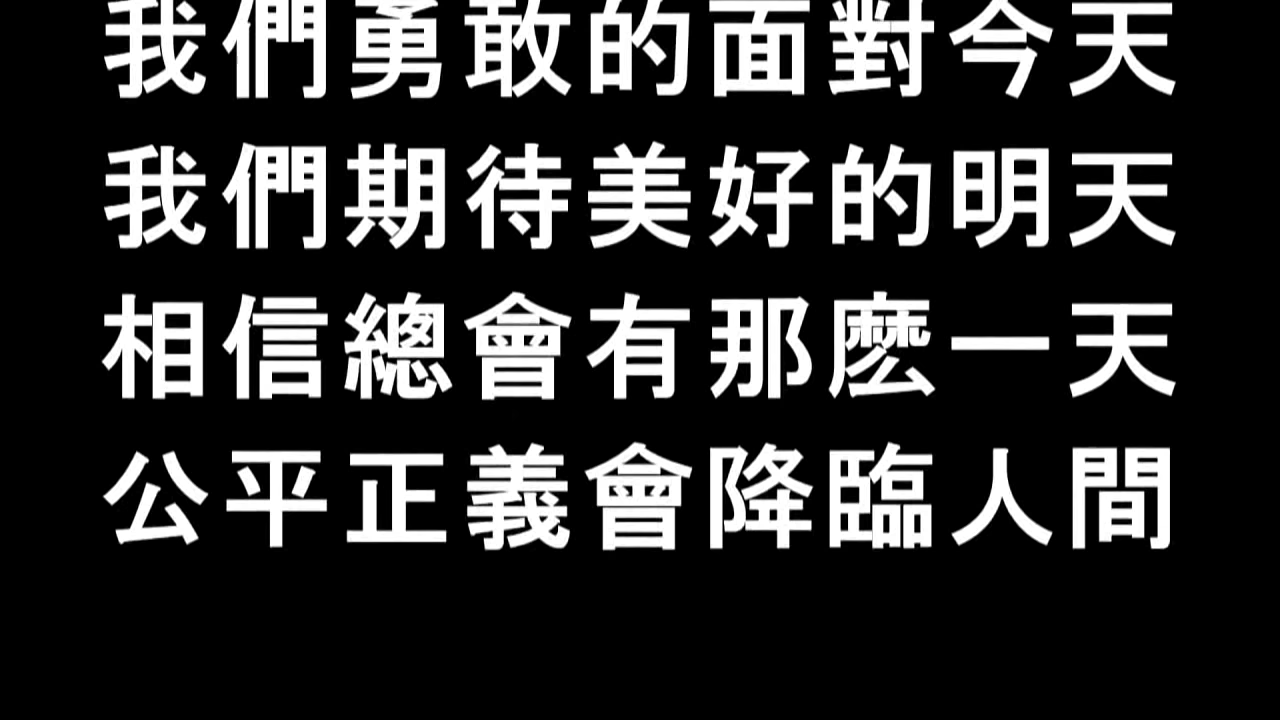 我們勇敢的面對今天
我們期待美好的明天
相信總會有那麽一天
公平正義會降臨人間